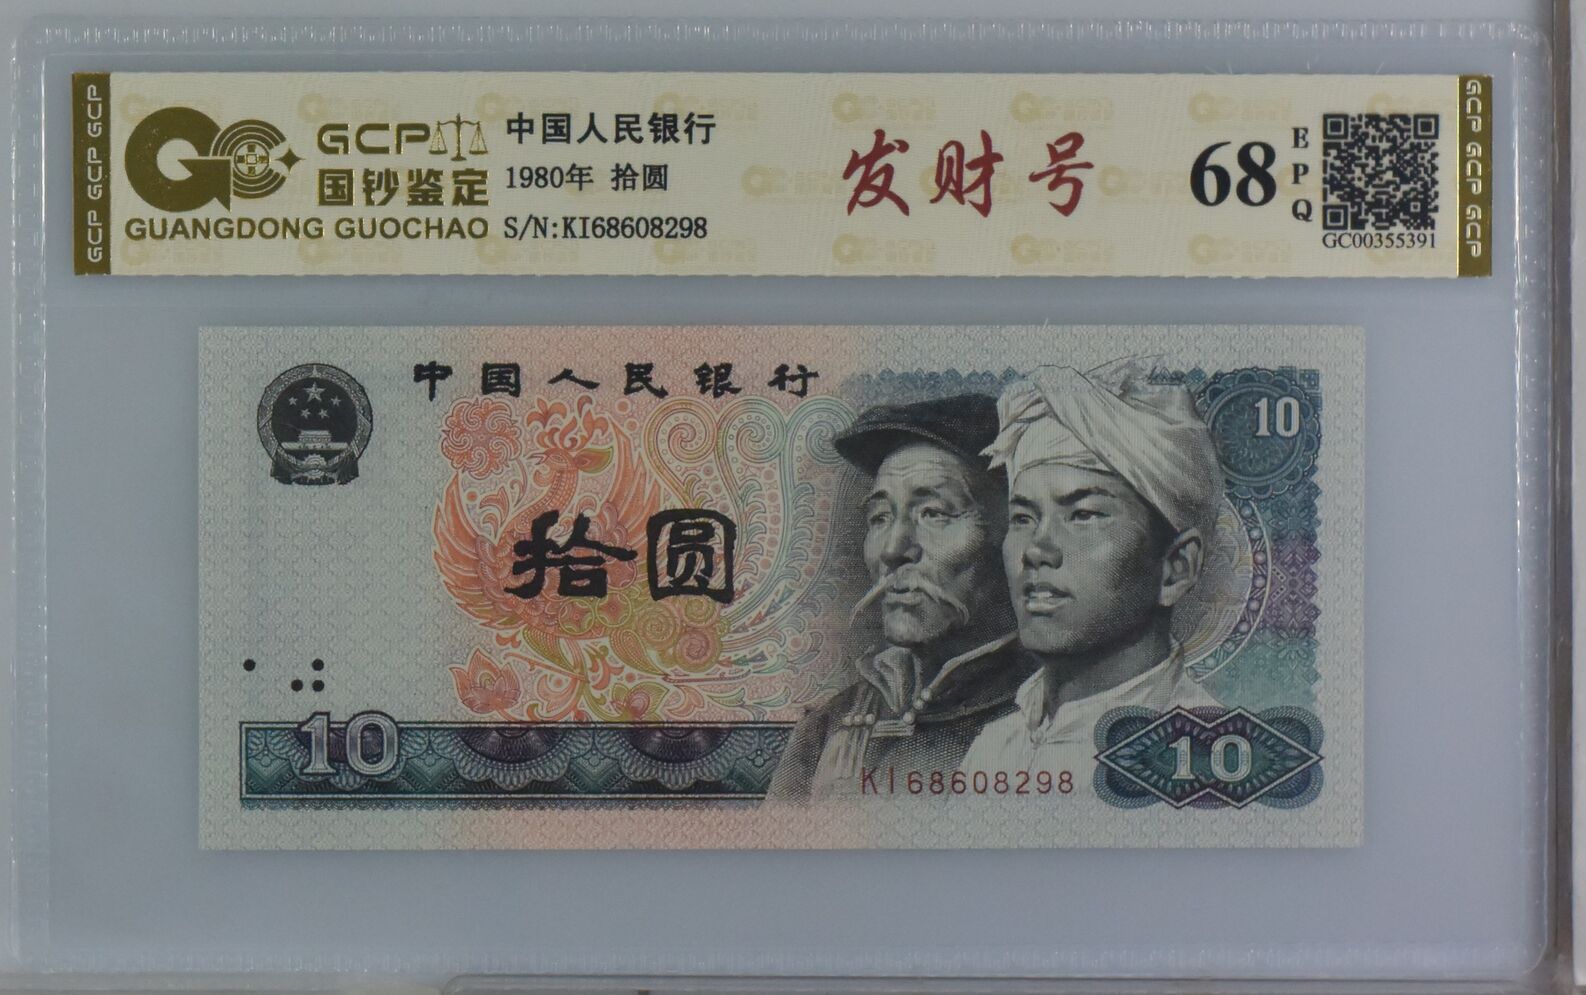 GCP GCP GCP
GCP
国钞鉴定
GUANGDONG GUOCHAO
中国人民银行
1980年 拾圆
S/N:KI68608298
发财号
68
EPQ
GC00355391
GCP GCP GCP
中国人民银行
10
拾圆
10
KI68608298
10